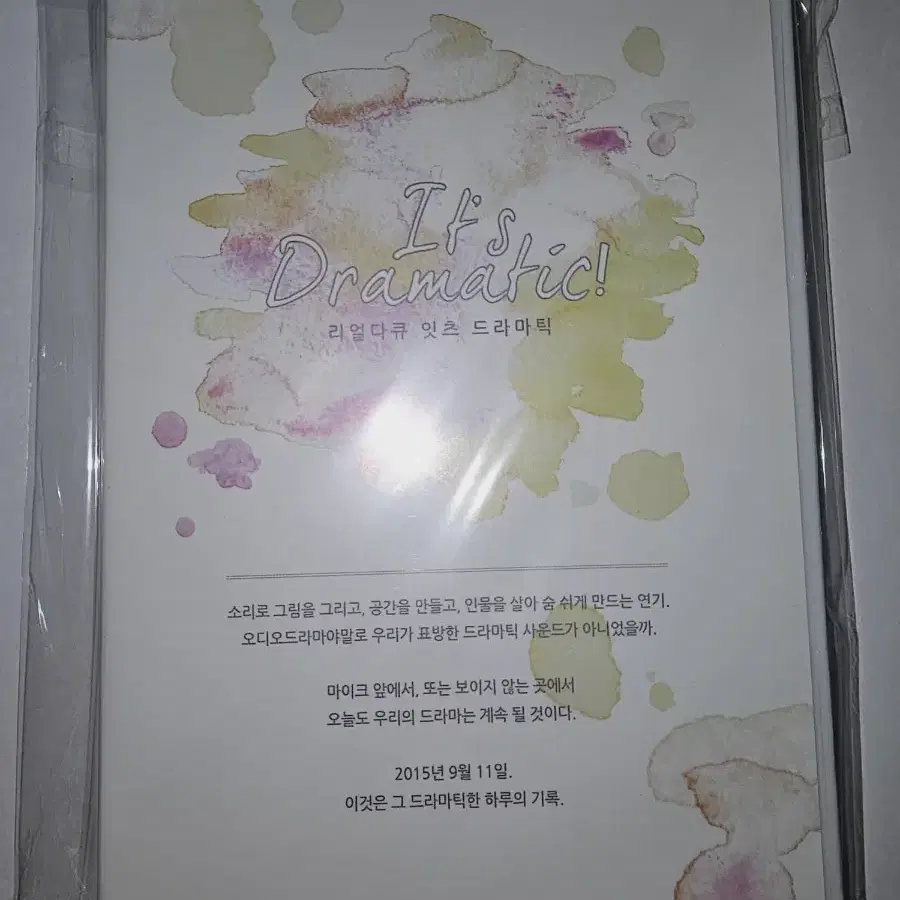 It's
Dramatic!
리얼다큐 잇츠 드라마틱
소리로 그림을 그리고, 공간을 만들고, 인물을 살아 숨 쉬게 만드는 연기.
오디오드라마야말로 우리가 표방한 드라마틱 사운드가 아니었을까.
마이크 앞에서, 또는 보이지 않는 곳에서
오늘도 우리의 드라마는 계속 될 것이다.
2015년 9월 11일.
이것은 그 드라마틱한 하루의 기록.